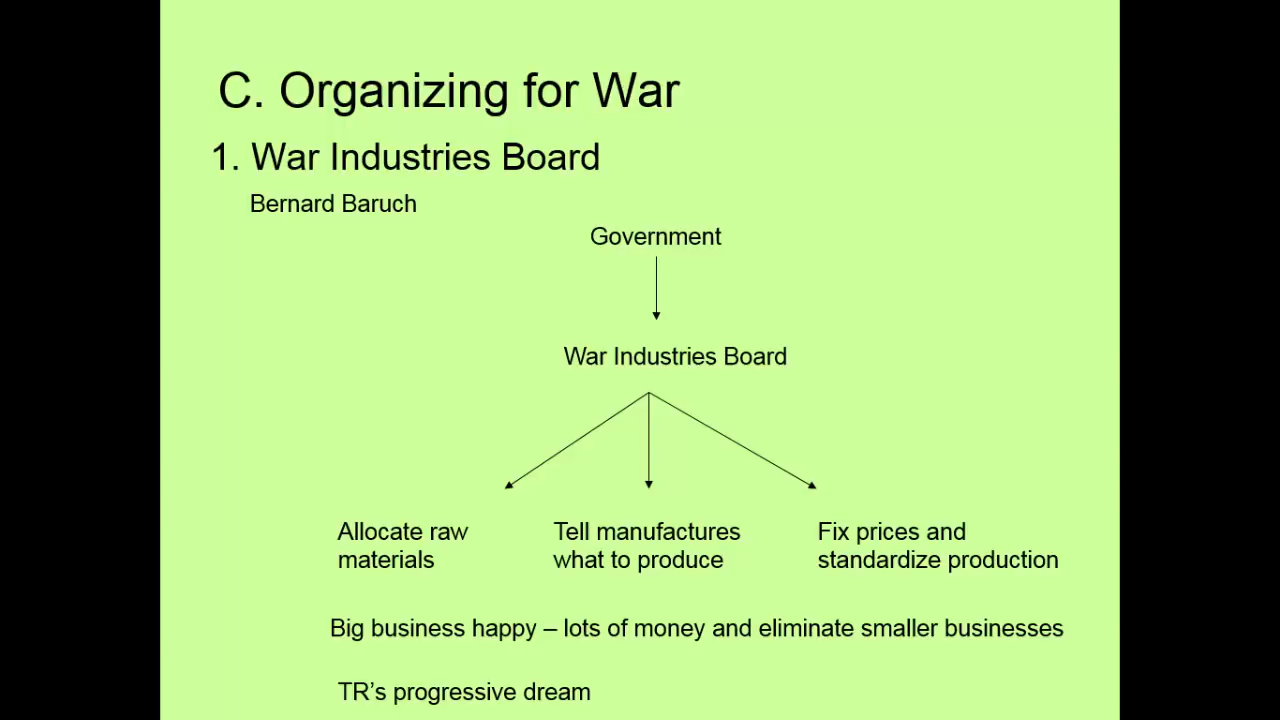 C. Organizing for War
1. War Industries Board
Bernard Baruch
Government
War Industries Board
Allocate raw
materials
Tell manufactures
what to produce
Fix prices and
standardize production
Big business happy – lots of money and eliminate smaller businesses
TR’s progressive dream